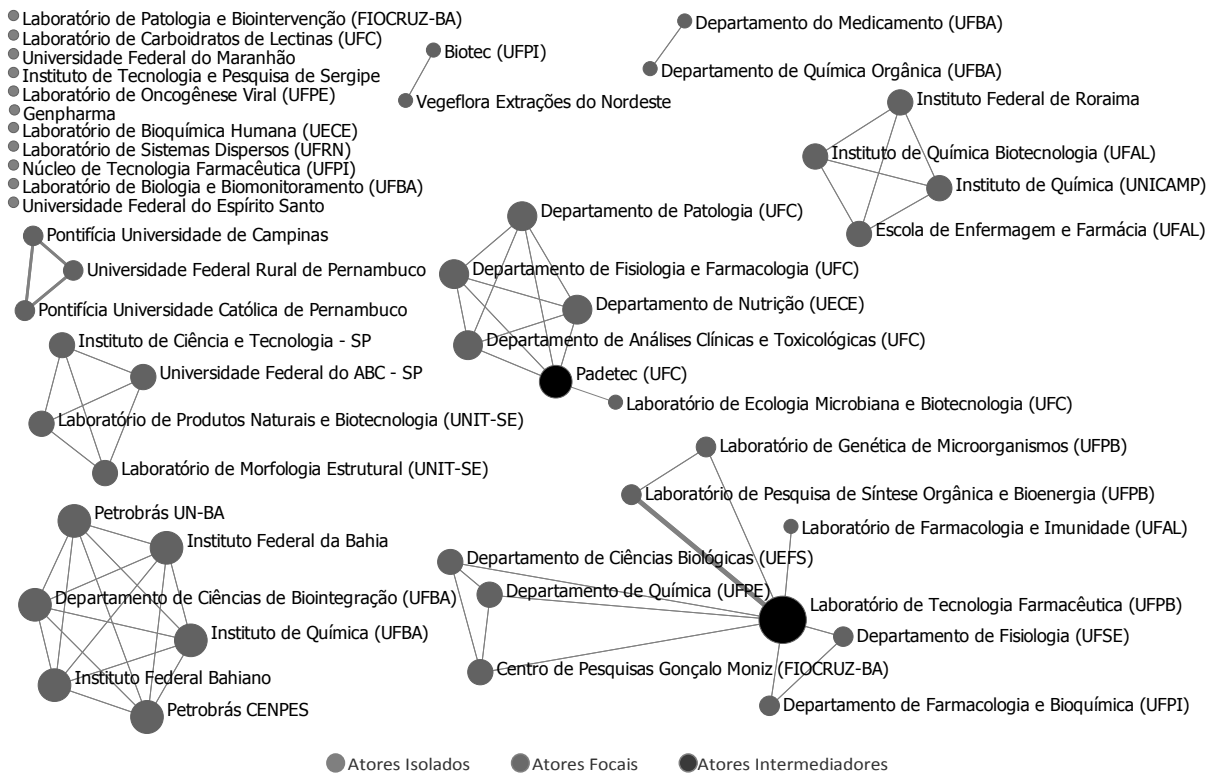 Laboratório de Patologia e Biointervenção (FIOCRUZ-BA)
Laboratório de Carboidratos de Lectinas (UFC)
Universidade Federal do Maranhão
Instituto de Tecnologia e Pesquisa de Sergipe
Laboratório de Oncogênese Viral (UFPE)
Genpharma
Laboratório de Bioquímica Humana (UECE)
Laboratório de Sistemas Dispersos (UFRN)
Núcleo de Tecnologia Farmacêutica (UFPI)
Laboratório de Biologia e Biomonitoramento (UFBA)
Universidade Federal do Espírito Santo
Biotec (UFPI)
Vegeflora Extrações do Nordeste
Departamento do Medicamento (UFBA)
Departamento de Química Orgânica (UFBA)
Instituto Federal de Roraima
Instituto de Química Biotecnologia (UFAL)
Instituto de Química (UNICAMP)
Escola de Enfermagem e Farmácia (UFAL)
Pontifícia Universidade de Campinas
Universidade Federal Rural de Pernambuco
Pontifícia Universidade Católica de Pernambuco
Departamento de Patologia (UFC)
Departamento de Fisiologia e Farmacologia (UFC)
Departamento de Nutrição (UECE)
Departamento de Análises Clínicas e Toxicológicas (UFC)
Padetec (UFC)
Laboratório de Ecologia Microbiana e Biotecnologia (UFC)
Instituto de Ciência e Tecnologia - SP
Universidade Federal do ABC - SP
Laboratório de Produtos Naturais e Biotecnologia (UNIT-SE)
Laboratório de Morfologia Estrutural (UNIT-SE)
Petrobrás UN-BA
Instituto Federal da Bahia
Departamento de Ciências de Biointegração (UFBA)
Instituto de Química (UFBA)
Instituto Federal Bahiano
Petrobrás CENPES
Laboratório de Genética de Microorganismos (UFPB)
Laboratório de Pesquisa de Síntese Orgânica e Bioenergia (UFPB)
Laboratório de Farmacologia e Imunidade (UFAL)
Departamento de Ciências Biológicas (UEFS)
Departamento de Química (UFPE)
Laboratório de Tecnologia Farmacêutica (UFPB)
Departamento de Fisiologia (UFSE)
Centro de Pesquisas Gonçalo Moniz (FIOCRUZ-BA)
Departamento de Farmacologia e Bioquímica (UFPI)
Atores Isolados
Atores Focais
Atores Intermediadores